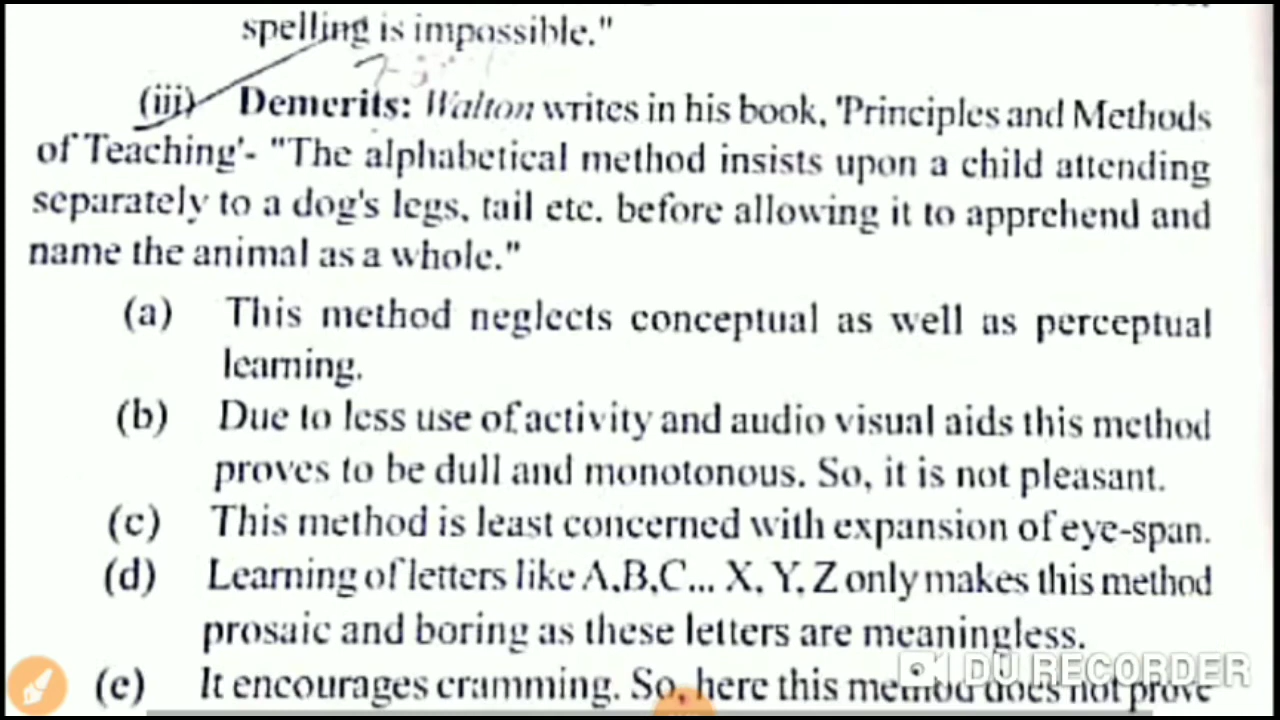 spelling is impossible."
(iii) Demerits: Walton writes in his book, 'Principles and Methods
of Teaching'- "The alphabetical method insists upon a child attending
separately to a dog's legs, tail etc. before allowing it to apprehend and
name the animal as a whole."
(a) This method neglects conceptual as well as perceptual
learning.
(b) Due to less use of activity and audio visual aids this method
proves to be dull and monotonous. So, it is not pleasant.
(c) This method is least concerned with expansion of eye-span.
(d) Learning of letters like A,B,C... X, Y, Z only makes this method
prosaic and boring as these letters are meaningless.
(e) It encourages cramming. So, here this method does not prove
DU RECORDER